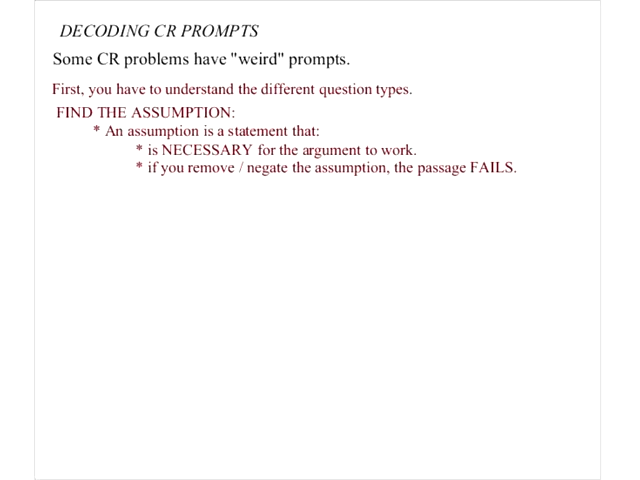 DECODING CR PROMPTS
Some CR problems have "weird" prompts.
First, you have to understand the different question types.
FIND THE ASSUMPTION:
* An assumption is a statement that:
* is NECESSARY for the argument to work.
* if you remove / negate the assumption, the passage FAILS.